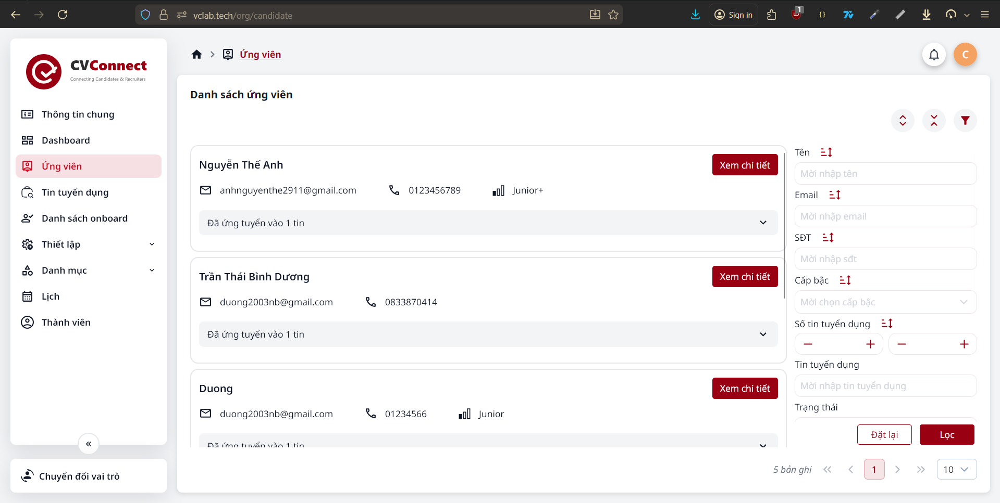 vclab.tech/org/candidate
Sign in
1
CVConnect
Connecting Candidates & Recruiters
Thông tin chung
Dashboard
Ứng viên
Tin tuyển dụng
Danh sách onboard
Thiết lập
Danh mục
Lịch
Thành viên
Chuyển đổi vai trò
Ứng viên
C
Danh sách ứng viên
Nguyễn Thế Anh
Xem chi tiết
anhnguyenthe2911@gmail.com 0123456789 Junior+
Đã ứng tuyển vào 1 tin
Trần Thái Bình Dương
Xem chi tiết
duong2003nb@gmail.com 0833870414
Đã ứng tuyển vào 1 tin
Duong
Xem chi tiết
duong2003nb@gmail.com 01234566 Junior
Đã ứng tuyển vào 1 tin
Tên
Mời nhập tên
Email
Mời nhập email
SĐT
Mời nhập sđt
Cấp bậc
Mời chọn cấp bậc
Số tin tuyển dụng
Tin tuyển dụng
Mời nhập tin tuyển dụng
Trạng thái
Đặt lại
Lọc
5 bản ghi
1
10